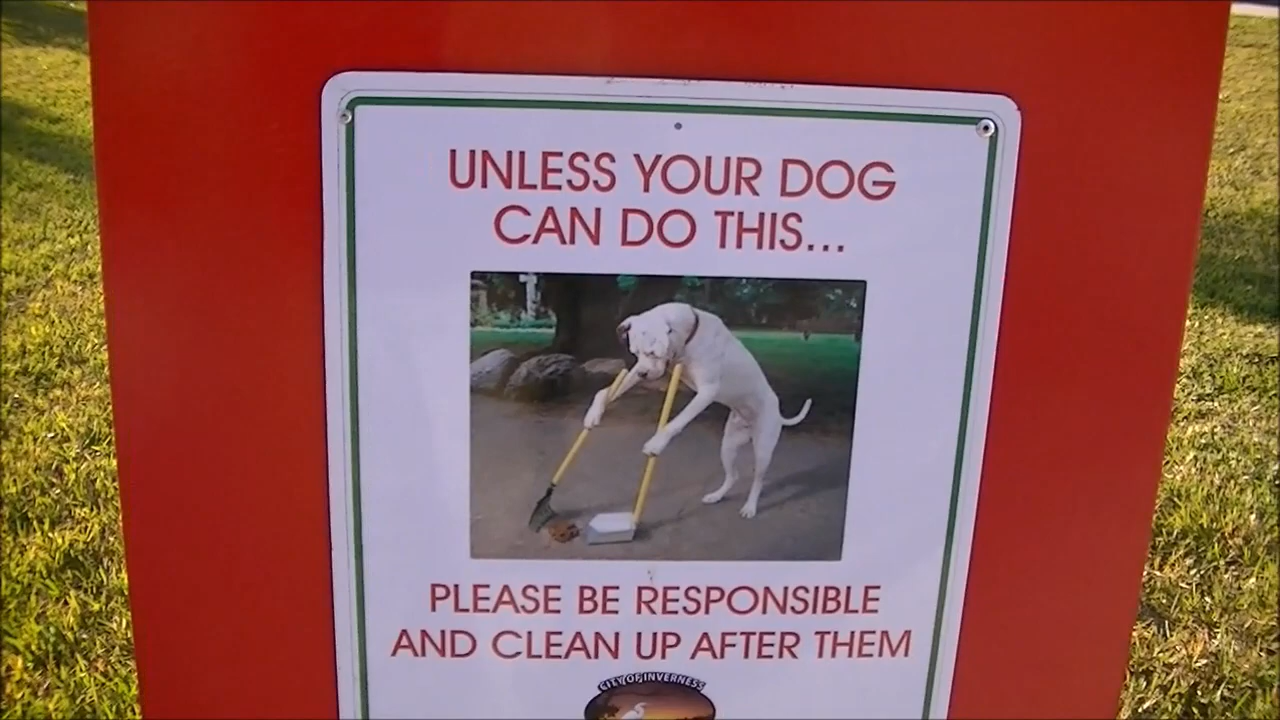 UNLESS YOUR DOG
CAN DO THIS...
PLEASE BE RESPONSIBLE
AND CLEAN UP AFTER THEM
CITY OF INVERNESS